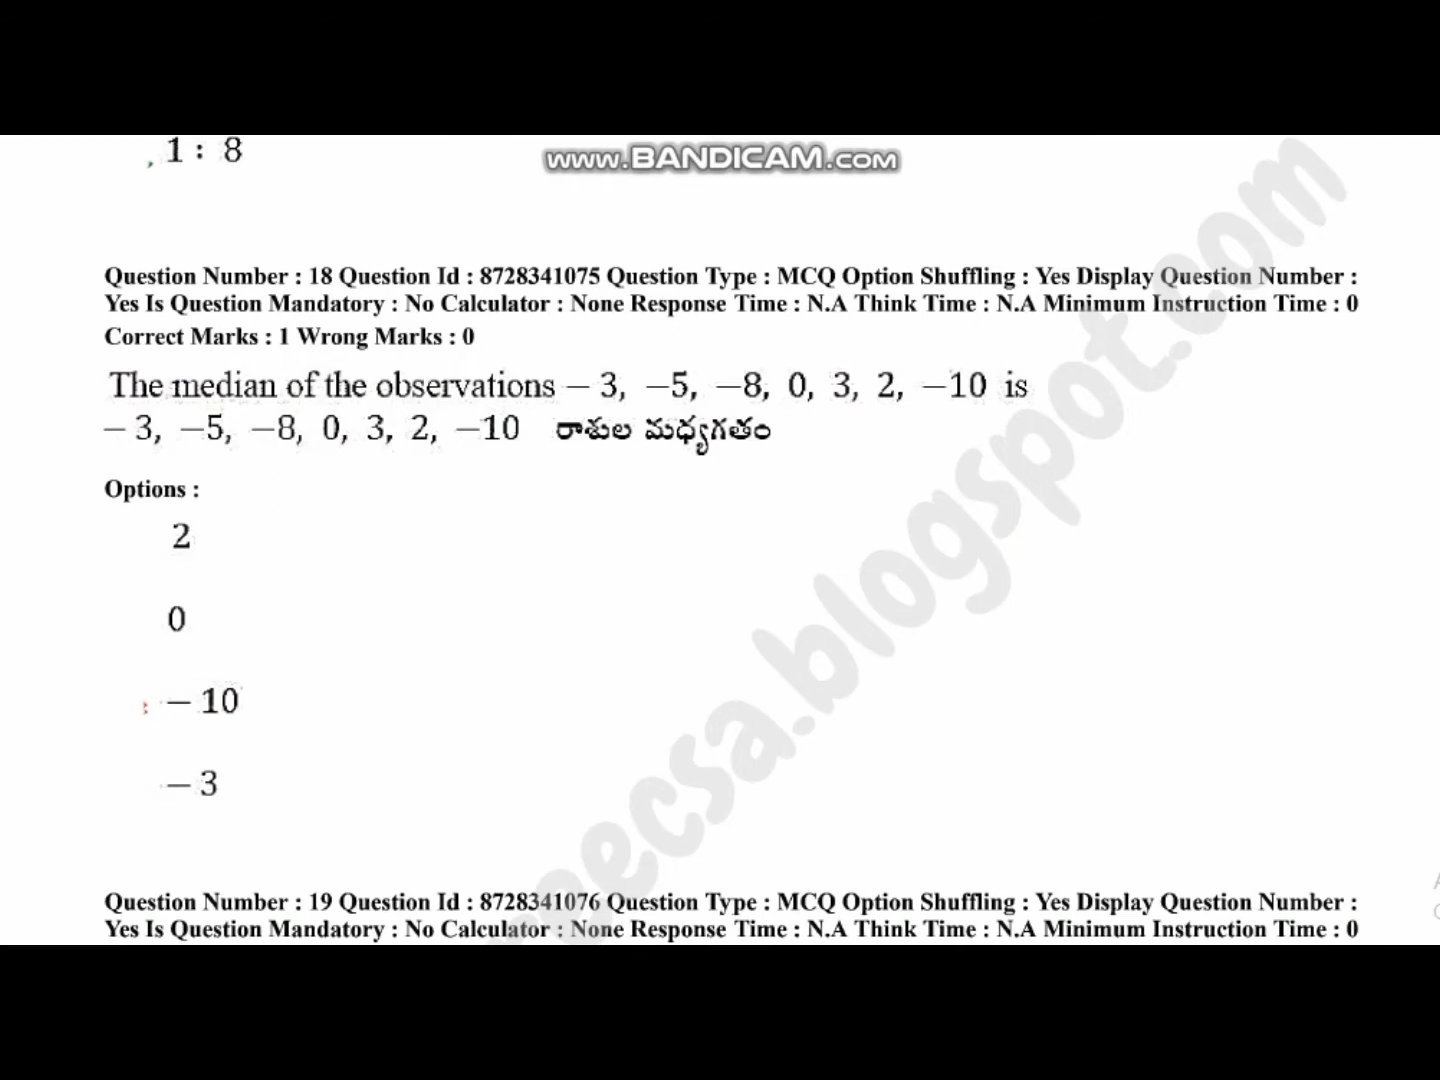 1 : 8
www.BANDICAM.com
Question Number : 18 Question Id : 8728341075 Question Type : MCQ Option Shuffling : Yes Display Question Number :
Yes Is Question Mandatory : No Calculator : None Response Time : N.A Think Time : N.A Minimum Instruction Time : 0
Correct Marks : 1 Wrong Marks : 0
The median of the observations − 3, −5, −8, 0, 3, 2, −10 is
− 3, −5, −8, 0, 3, 2, −10 రాశుల మధ్యగతం
Options :
2
0
− 10
− 3
eecsa.blogspot.com
Question Number : 19 Question Id : 8728341076 Question Type : MCQ Option Shuffling : Yes Display Question Number :
Yes Is Question Mandatory : No Calculator : None Response Time : N.A Think Time : N.A Minimum Instruction Time : 0